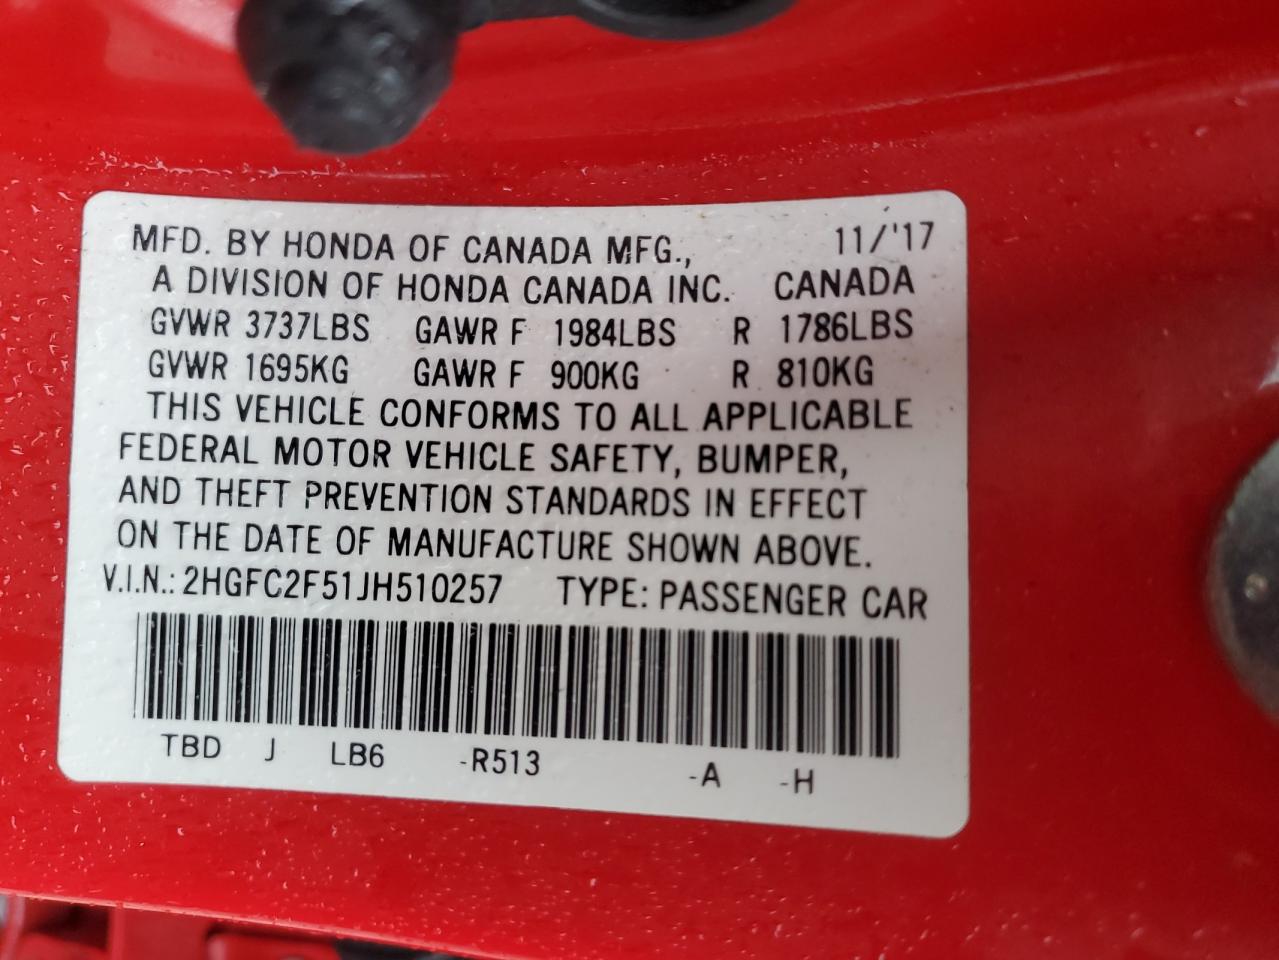 MFD. BY HONDA OF CANADA MFG., 11/'17
A DIVISION OF HONDA CANADA INC. CANADA
GVWR 3737LBS GAWR F 1984LBS R 1786LBS
GVWR 1695KG GAWR F 900KG R 810KG
THIS VEHICLE CONFORMS TO ALL APPLICABLE
FEDERAL MOTOR VEHICLE SAFETY, BUMPER,
AND THEFT PREVENTION STANDARDS IN EFFECT
ON THE DATE OF MANUFACTURE SHOWN ABOVE.
V.I.N.: 2HGFC2F51JH510257 TYPE: PASSENGER CAR
TBD J LB6 -R513 -A -H